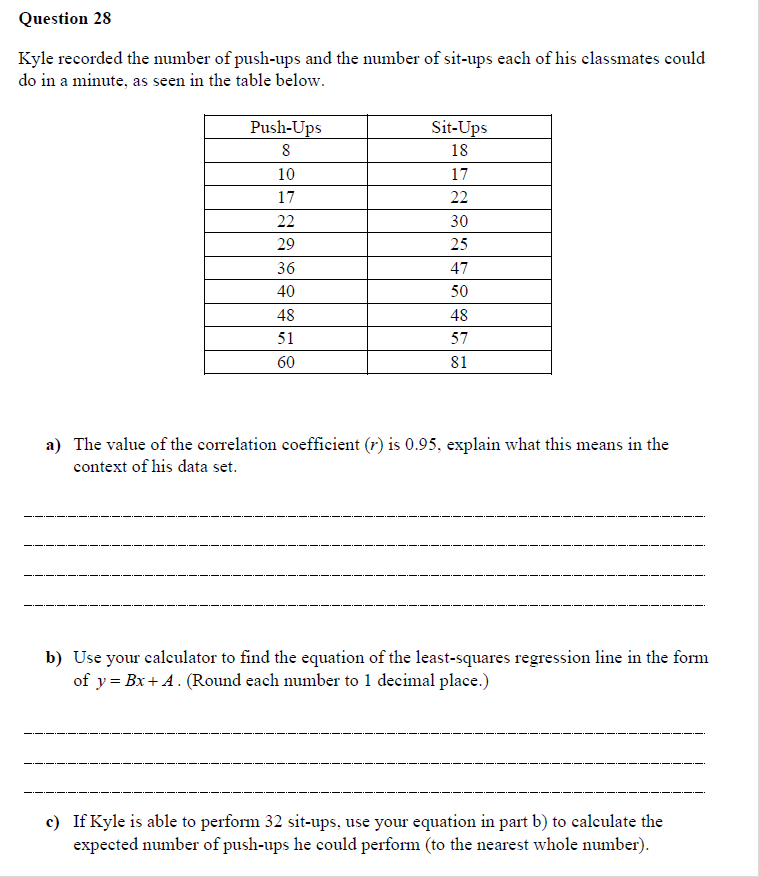 Question 28
Kyle recorded the number of push-ups and the number of sit-ups each of his classmates could
do in a minute, as seen in the table below.
Push-Ups Sit-Ups
8 18
10 17
17 22
22 30
29 25
36 47
40 50
48 48
51 57
60 81
a) The value of the correlation coefficient (r) is 0.95, explain what this means in the
context of his data set.
b) Use your calculator to find the equation of the least-squares regression line in the form
of y = Bx + A. (Round each number to 1 decimal place.)
c) If Kyle is able to perform 32 sit-ups, use your equation in part b) to calculate the
expected number of push-ups he could perform (to the nearest whole number).